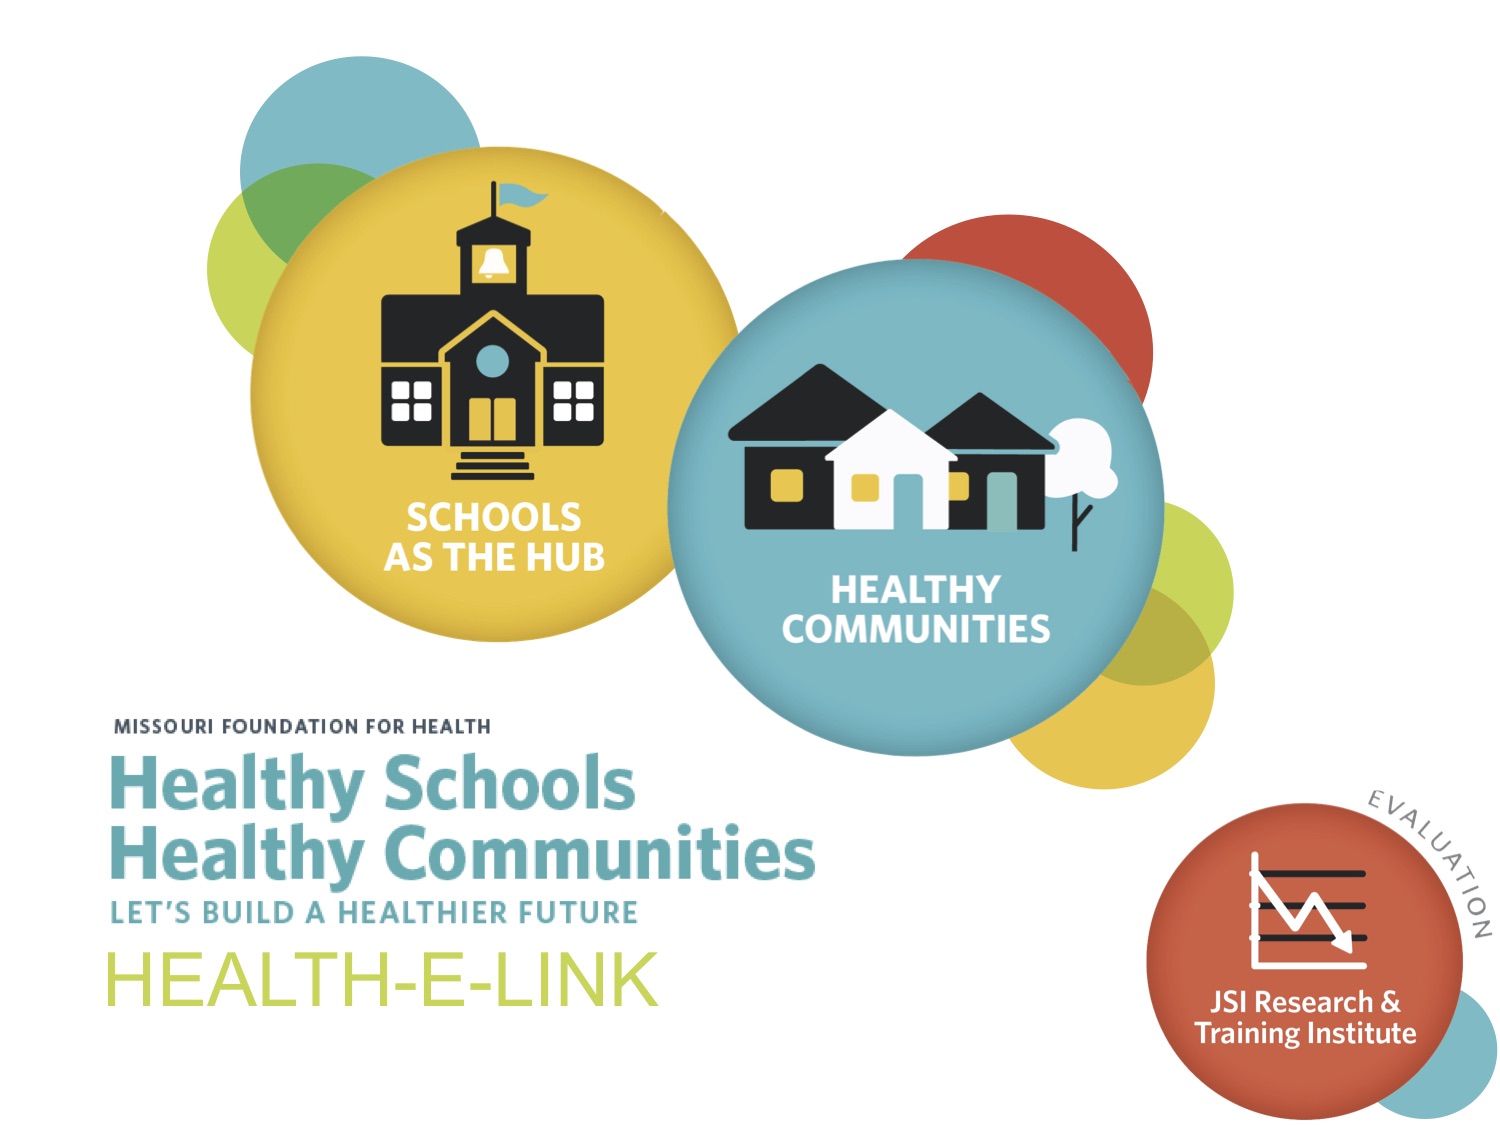 SCHOOLS
AS THE HUB
HEALTHY
COMMUNITIES
MISSOURI FOUNDATION FOR HEALTH
Healthy Schools
Healthy Communities
LET'S BUILD A HEALTHIER FUTURE
HEALTH-E-LINK
EVALUATION
JSI Research &
Training Institute